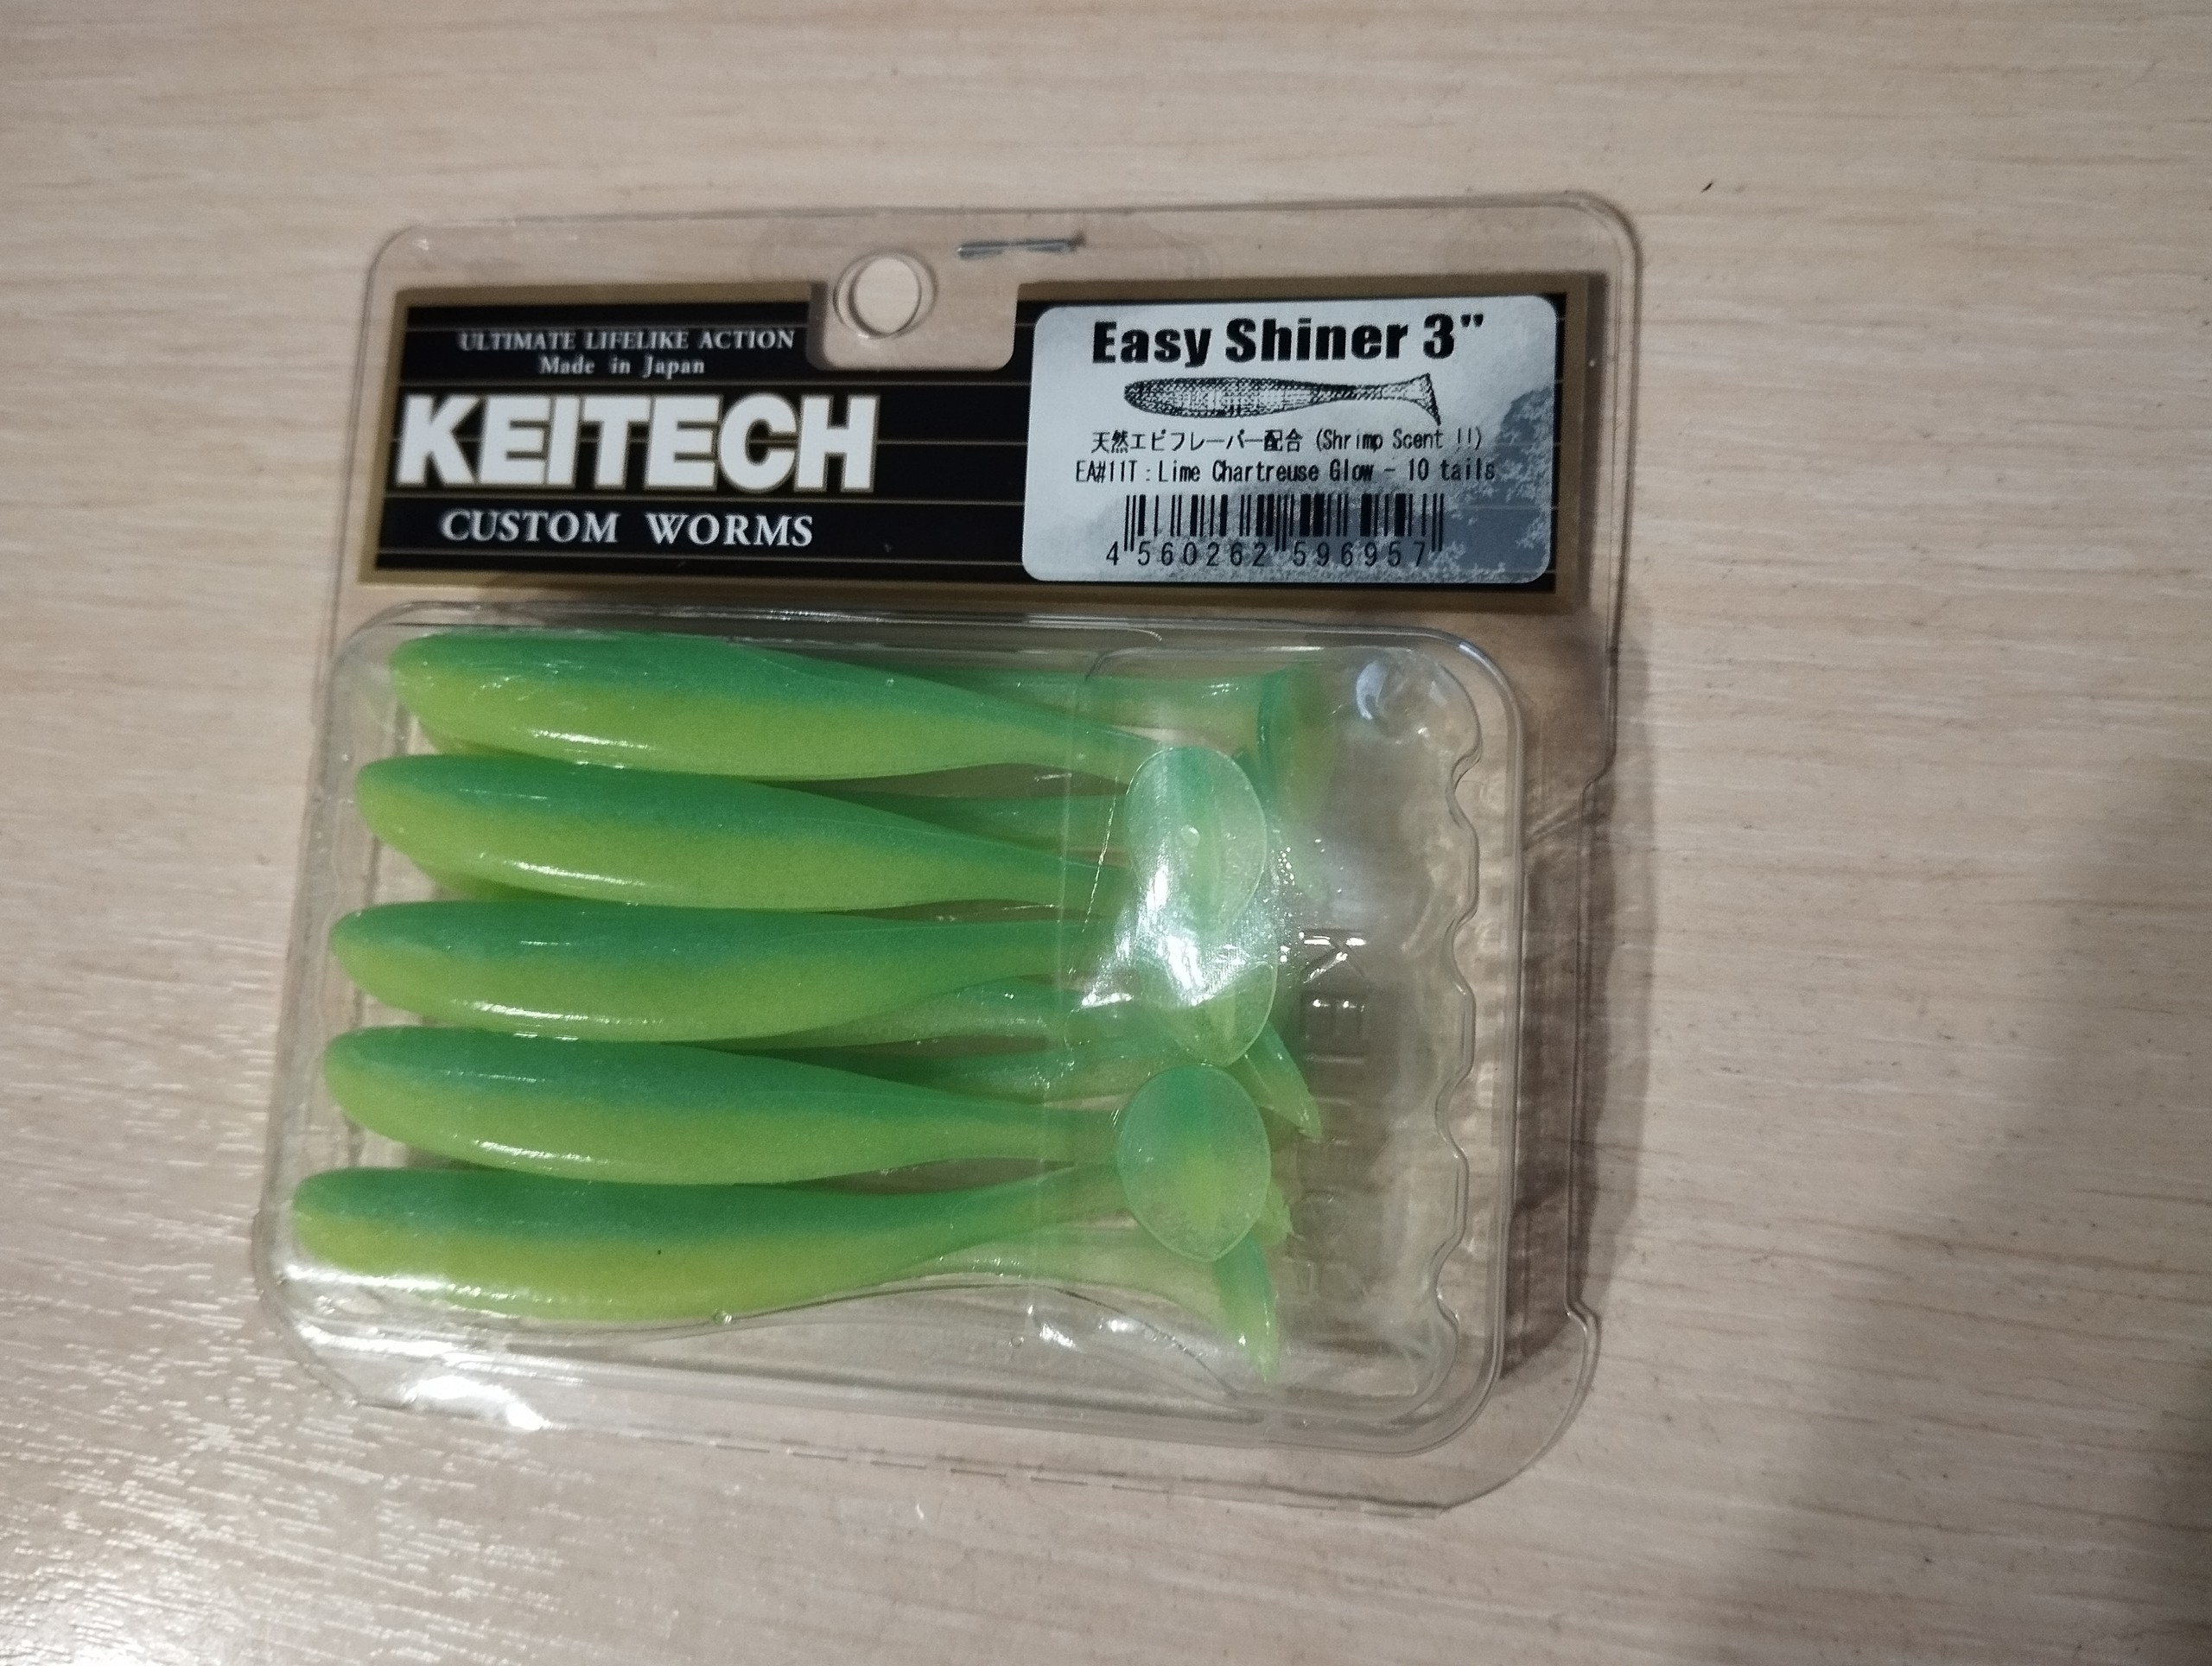 ULTIMATE LIFELIKE ACTION
Made in Japan
KEITECH
CUSTOM WORMS
Easy Shiner 3"
天然エビフレーバー配合 (Shrimp Scent !!)
EA#11T : Lime Chartreuse Glow - 10 tails
4 560262 596957
KEITECH